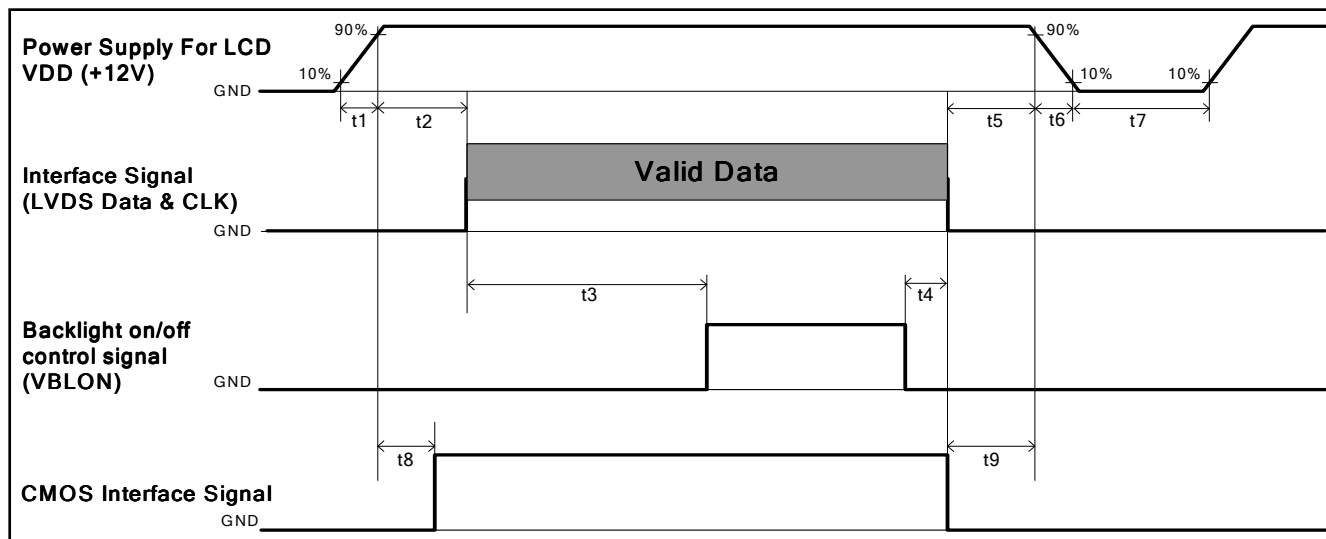 Power Supply For LCD
VDD (+12V)
90%
10%
GND
90%
10%
10%
t1
t2
t5
t6
t7
Interface Signal
(LVDS Data & CLK)
Valid Data
GND
t3
t4
Backlight on/off
control signal
(VBLON)
GND
t8
t9
CMOS Interface Signal
GND